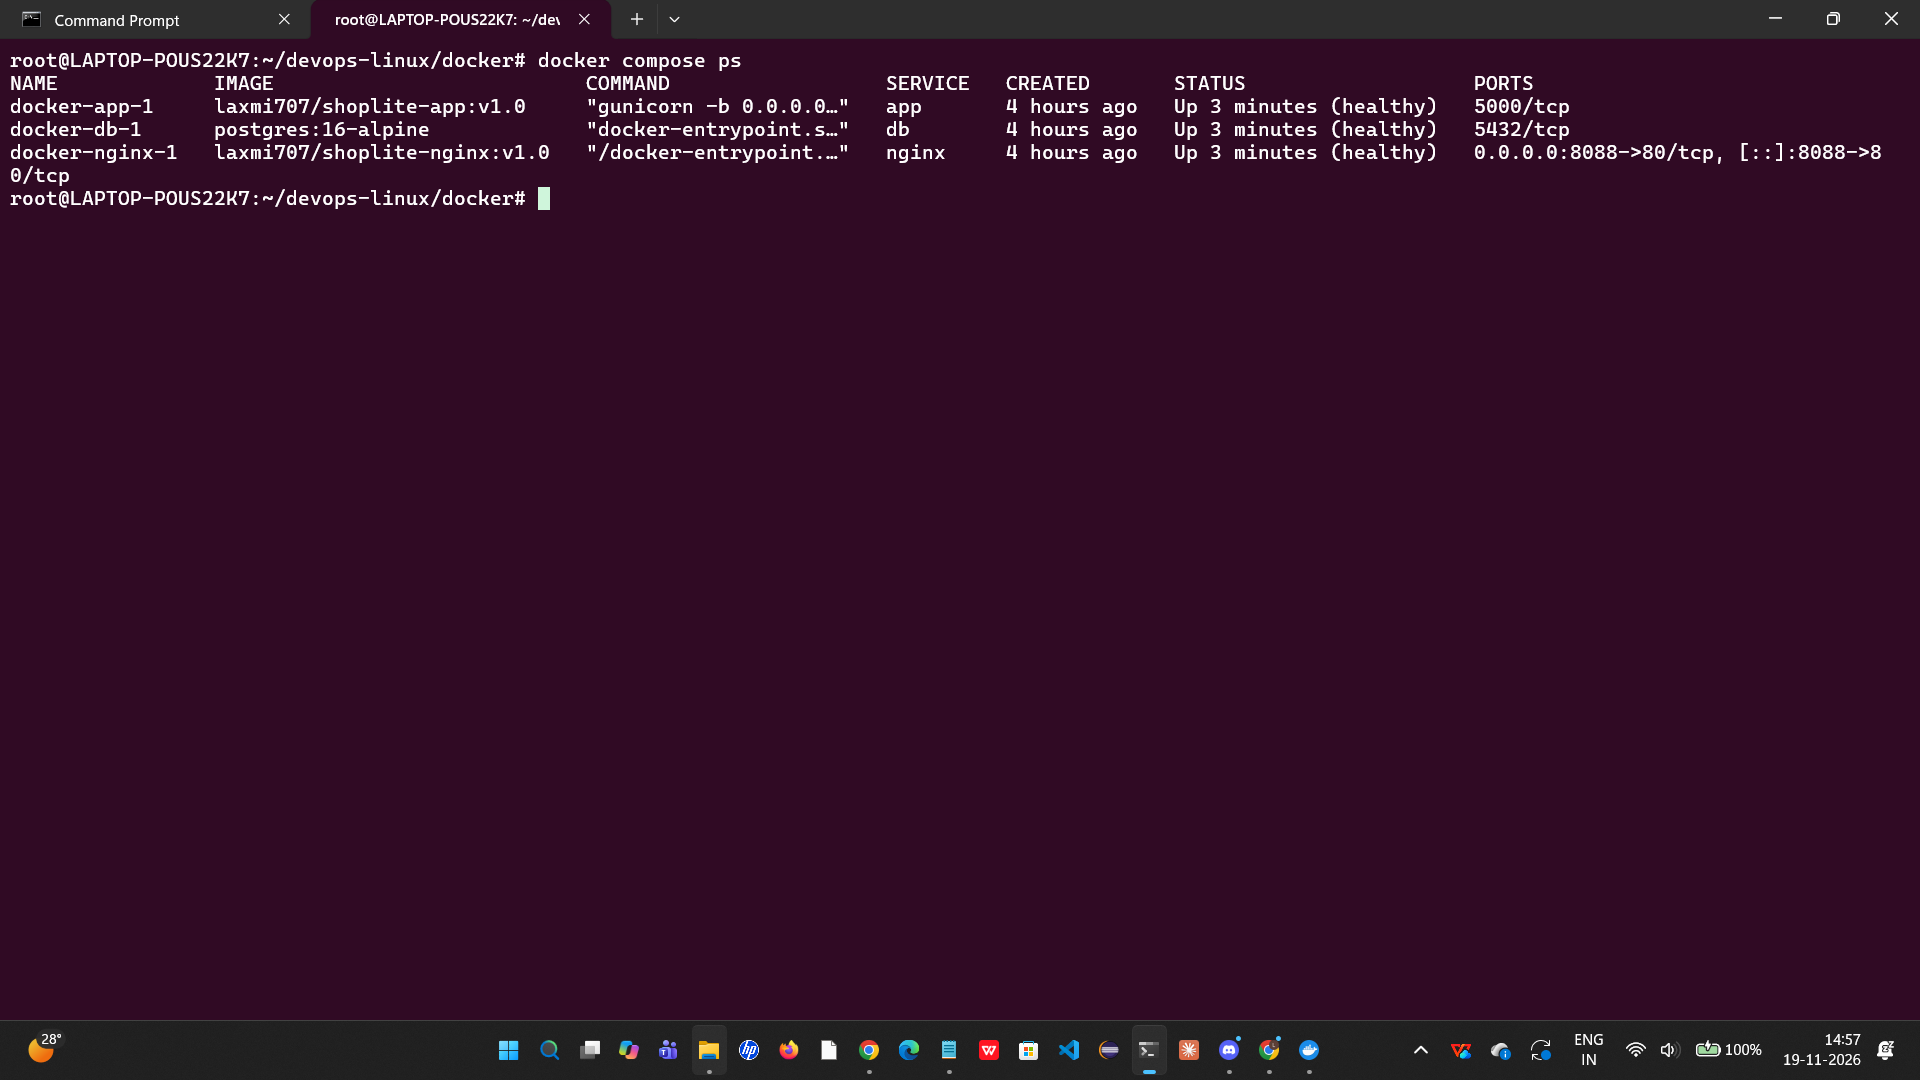 Command Prompt
root@LAPTOP-POUS22K7: ~/dev
root@LAPTOP-POUS22K7:~/devops-linux/docker# docker compose ps
NAME IMAGE COMMAND SERVICE CREATED STATUS PORTS
docker-app-1 laxmi707/shoplite-app:v1.0 "gunicorn -b 0.0.0.0…" app 4 hours ago Up 3 minutes (healthy) 5000/tcp
docker-db-1 postgres:16-alpine "docker-entrypoint.s…" db 4 hours ago Up 3 minutes (healthy) 5432/tcp
docker-nginx-1 laxmi707/shoplite-nginx:v1.0 "/docker-entrypoint.…" nginx 4 hours ago Up 3 minutes (healthy) 0.0.0.0:8088->80/tcp, [::]:8088->8
0/tcp
root@LAPTOP-POUS22K7:~/devops-linux/docker#
28°
ENG
IN
100%
14:57
19-11-2026